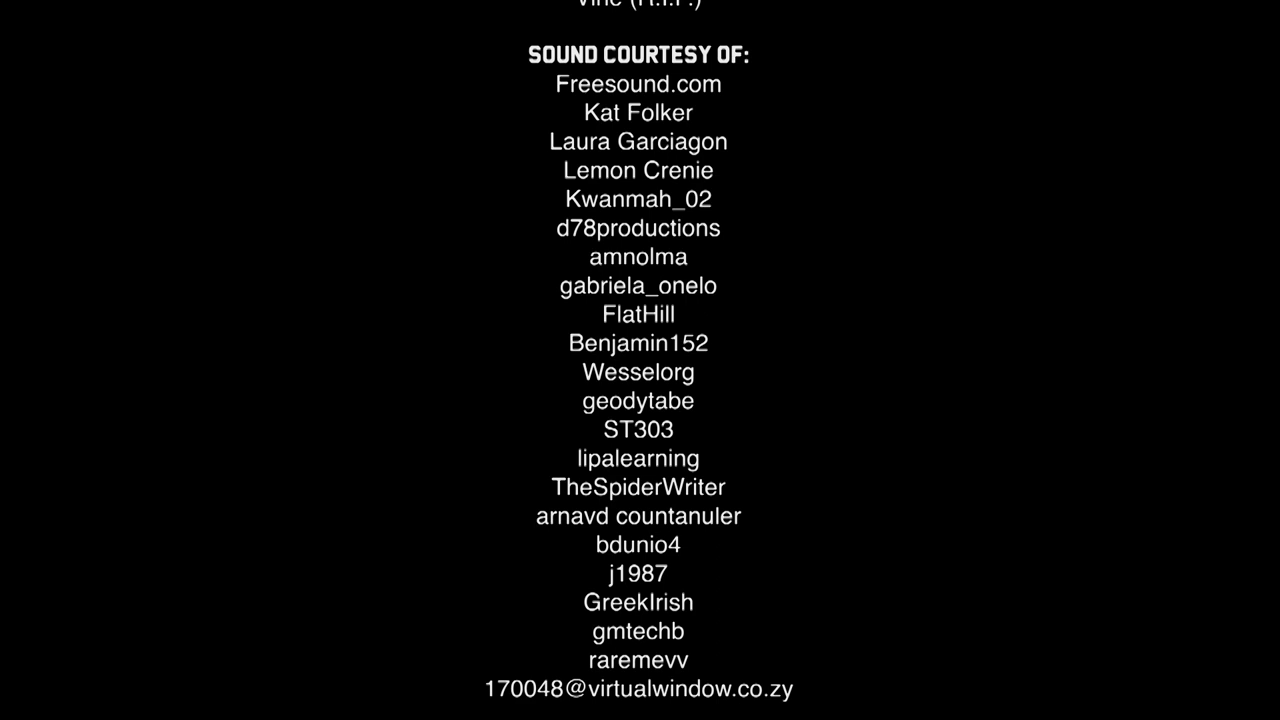 Vine (R.I.P.)
SOUND COURTESY OF:
Freesound.com
Kat Folker
Laura Garciagon
Lemon Crenie
Kwanmah_02
d78productions
amnolma
gabriela_onelo
FlatHill
Benjamin152
Wesselorg
geodytabe
ST303
lipalearning
TheSpiderWriter
arnavd countanuler
bdunio4
j1987
GreekIrish
gmtechb
raremevv
170048@virtualwindow.co.zy